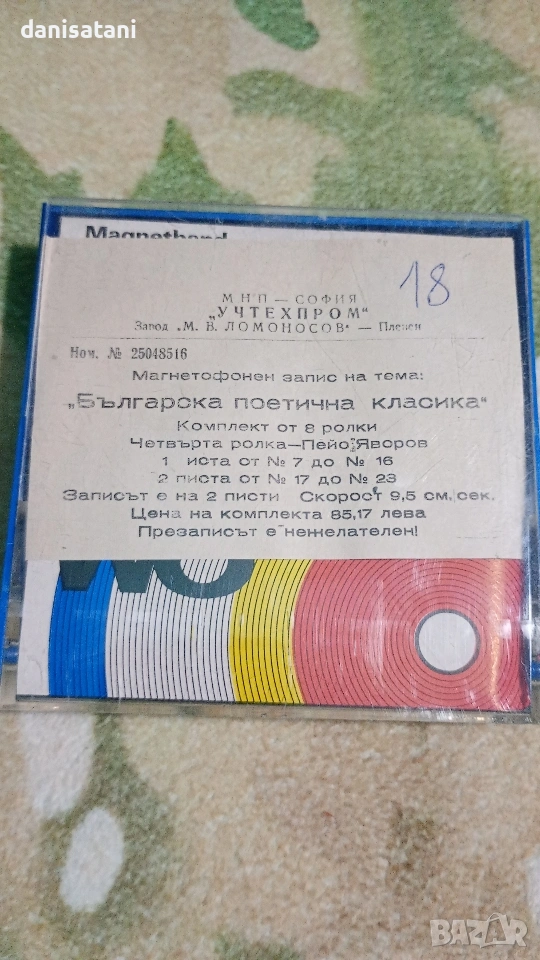 danisatani
Magnetband
18
МНП — СОФИЯ
„УЧТЕХПРОМ“
Завод „М. В. ЛОМОНОСОВ“ — Плевен
Ном. № 25048516
Магнетофонен запис на тема:
„Българска поетична класика“
Комплект от 8 ролки
Четвърта ролка—Пейо Яворов
1 иста от № 7 до № 16
2 писта от № 17 до № 23
Записът е на 2 писти Скорост 9,5 см/сек.
Цена на комплекта 85,17 лева
Презаписът е нежелателен!
BAZAR